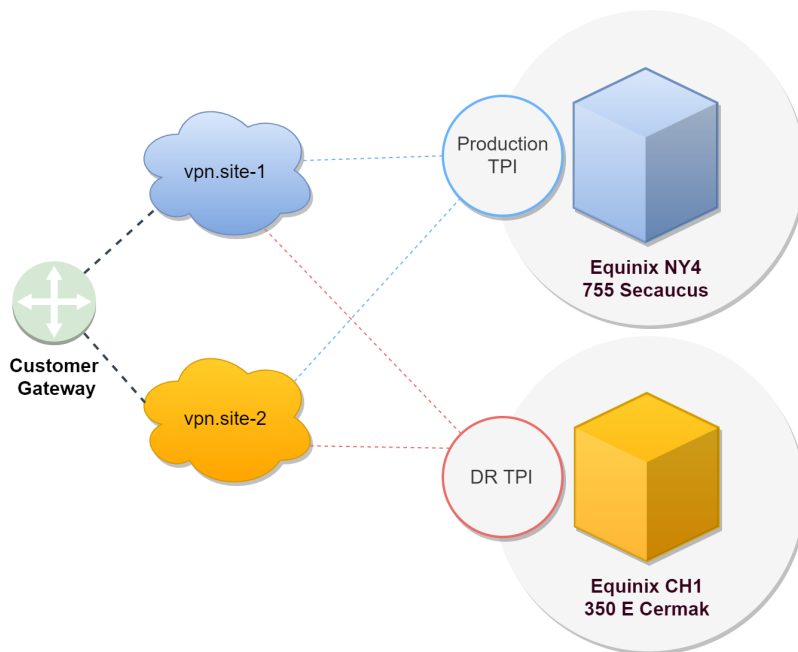 vpn.site-1
Production
TPI
Equinix NY4
755 Secaucus
Customer
Gateway
vpn.site-2
DR TPI
Equinix CH1
350 E Cermak